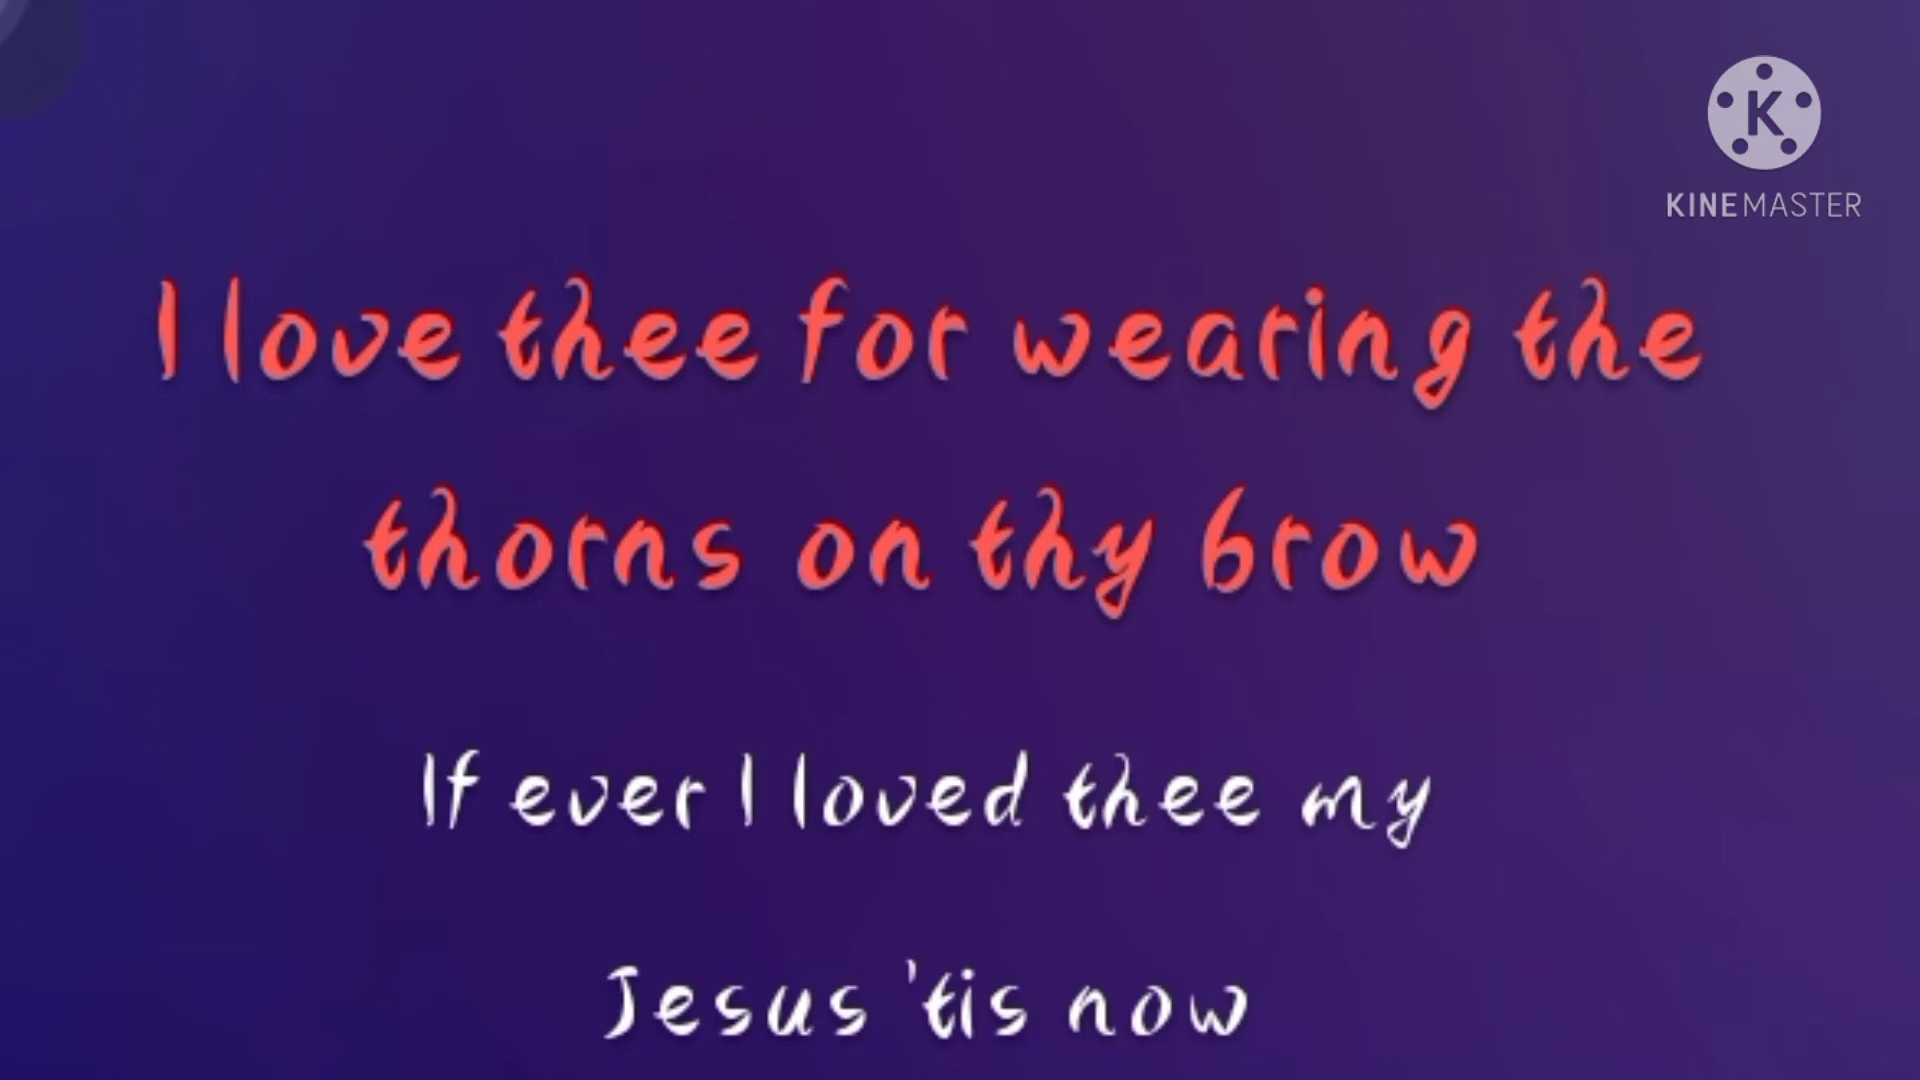 KINEMASTER
I love thee for wearing the
thorns on thy brow
If ever I loved thee my
Jesus 'tis now